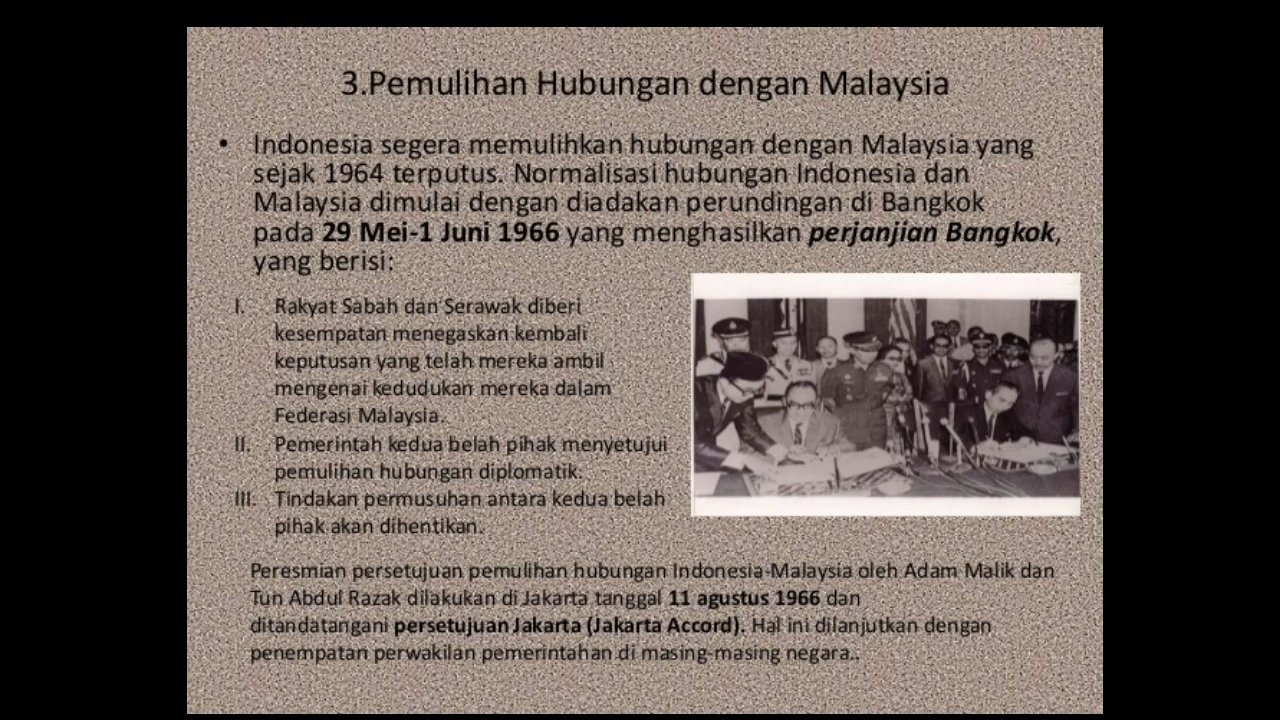 3.Pemulihan Hubungan dengan Malaysia
• Indonesia segera memulihkan hubungan dengan Malaysia yang
sejak 1964 terputus. Normalisasi hubungan Indonesia dan
Malaysia dimulai dengan diadakan perundingan di Bangkok
pada 29 Mei-1 Juni 1966 yang menghasilkan perjanjian Bangkok,
yang berisi:
I. Rakyat Sabah dan Serawak diberi
kesempatan menegaskan kembali
keputusan yang telah mereka ambil
mengenai kedudukan mereka dalam
Federasi Malaysia.
II. Pemerintah kedua belah pihak menyetujui
pemulihan hubungan diplomatik.
III. Tindakan permusuhan antara kedua belah
pihak akan dihentikan.
Peresmian persetujuan pemulihan hubungan Indonesia-Malaysia oleh Adam Malik dan
Tun Abdul Razak dilakukan di Jakarta tanggal 11 agustus 1966 dan
ditandatangani persetujuan Jakarta (Jakarta Accord). Hal ini dilanjutkan dengan
penempatan perwakilan pemerintahan di masing-masing negara..